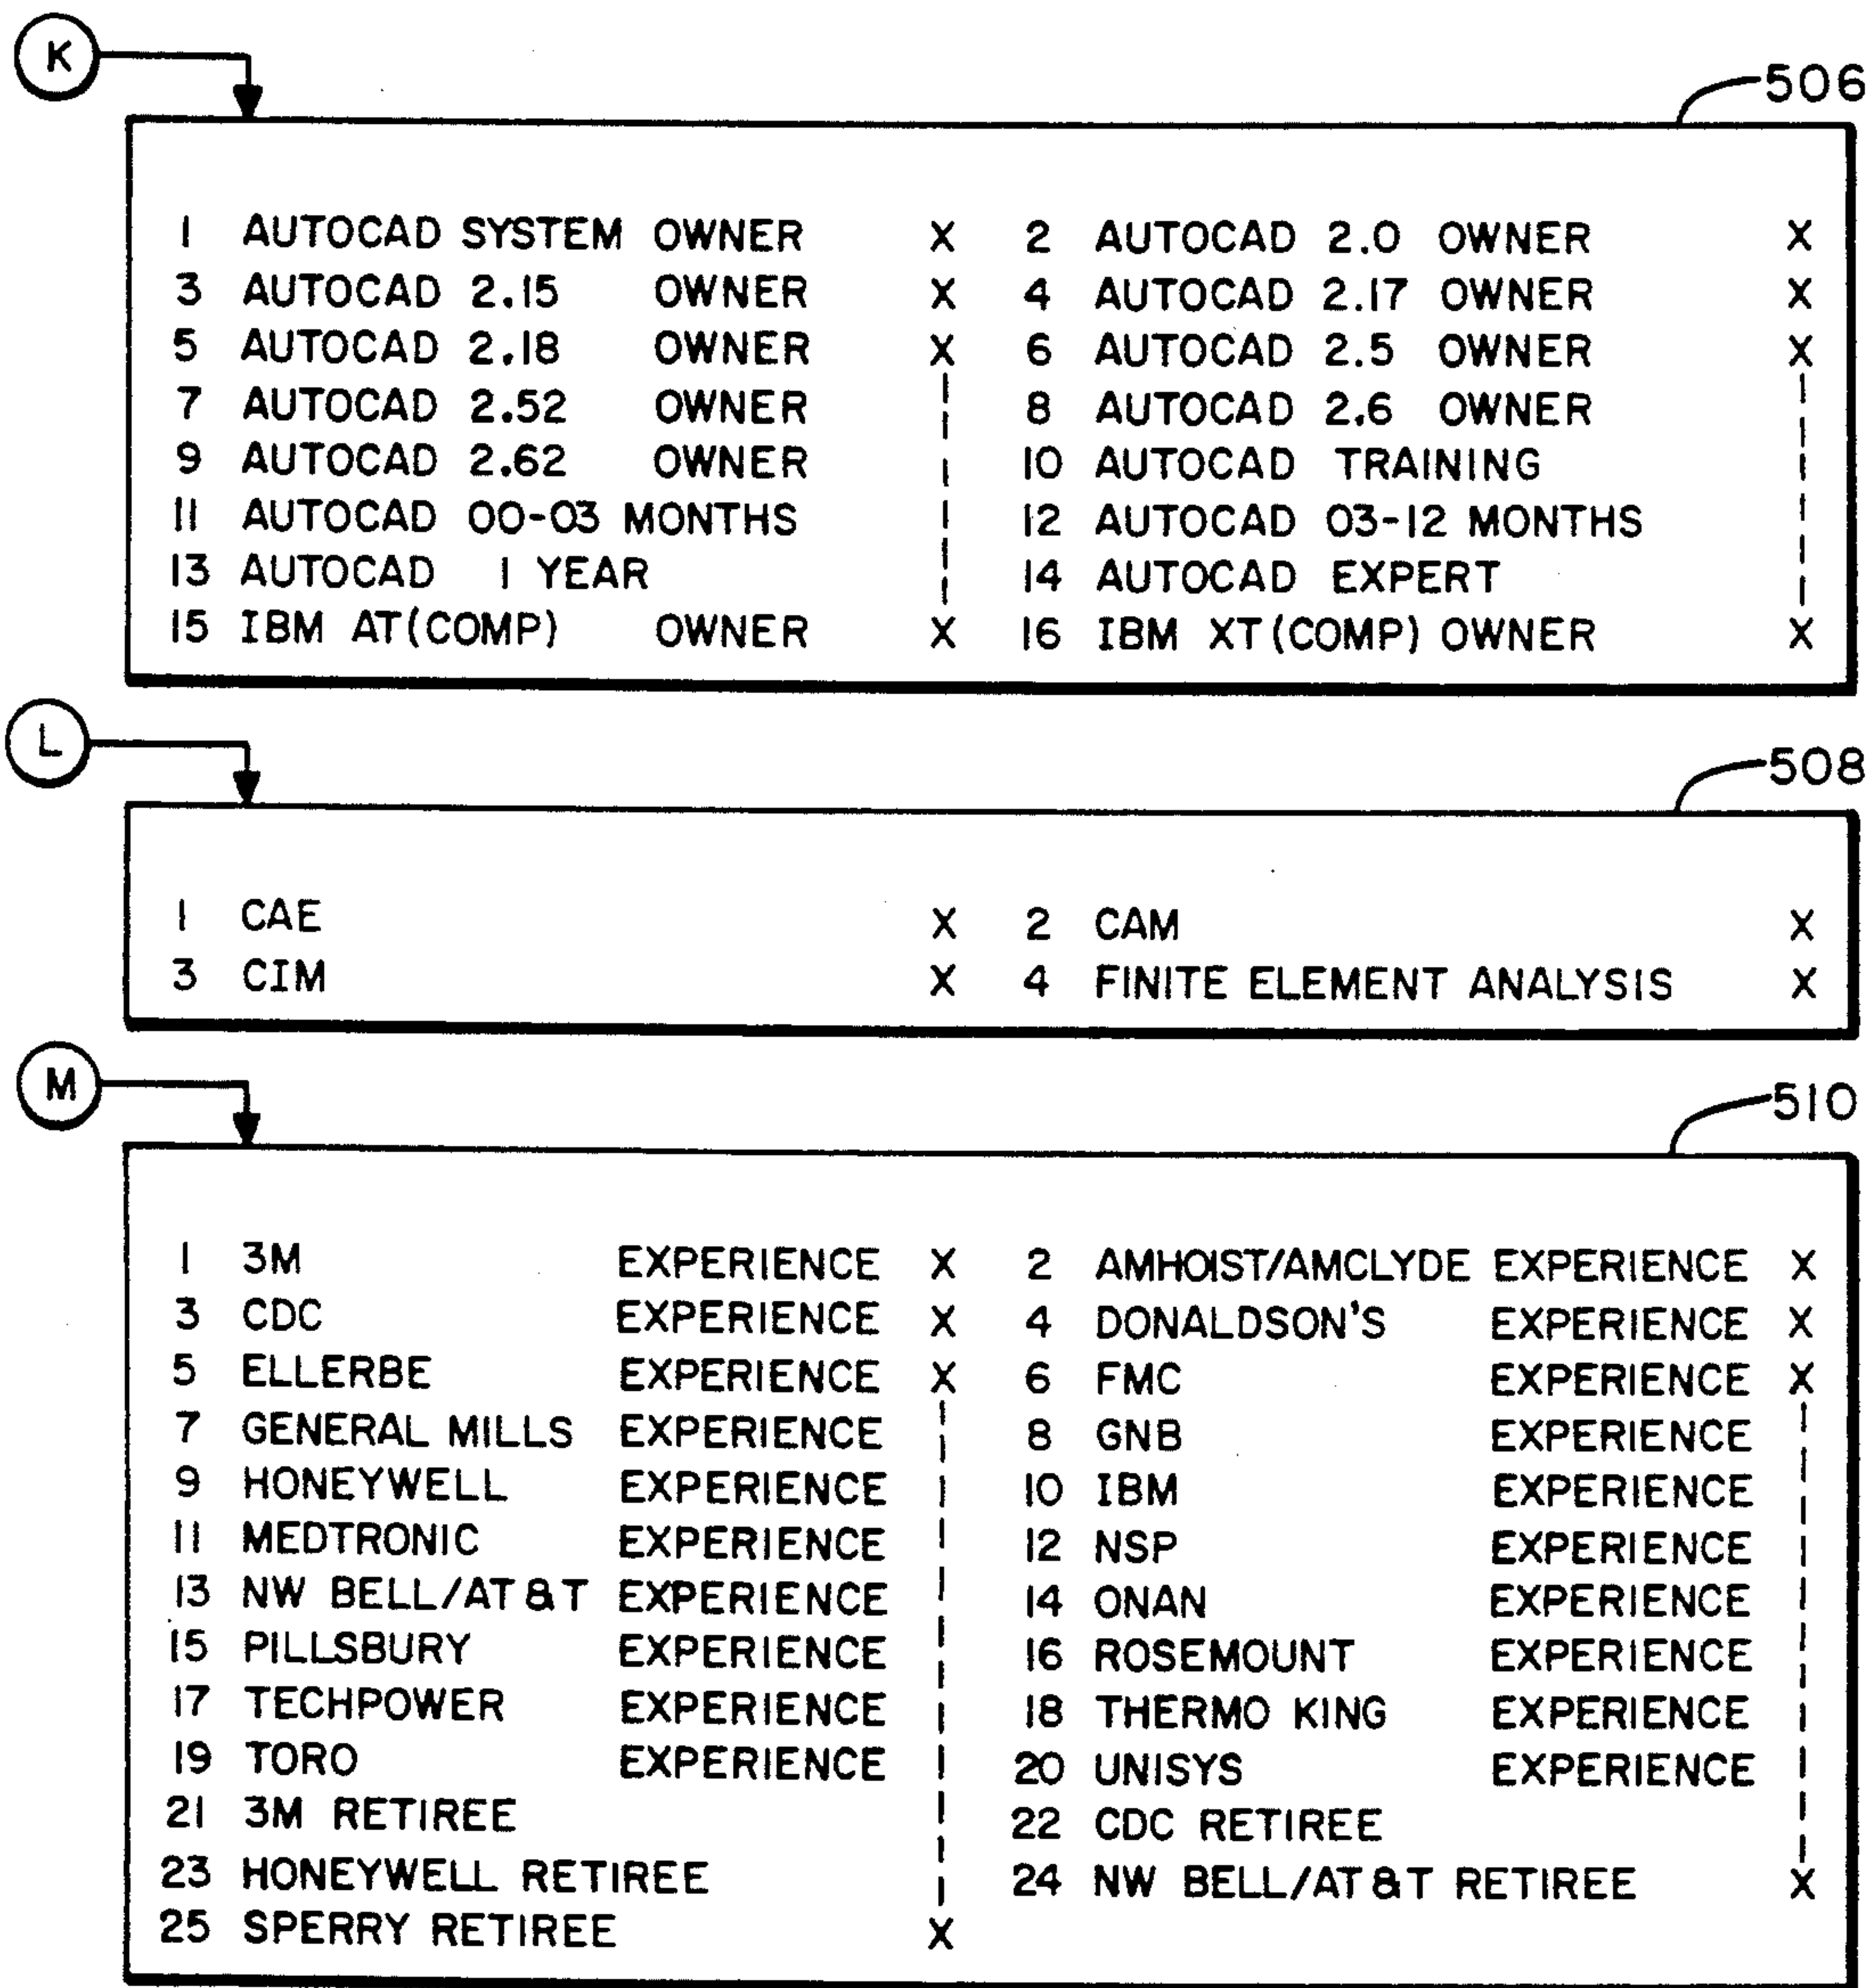 K
506
1 AUTOCAD SYSTEM OWNER X 2 AUTOCAD 2.0 OWNER X
3 AUTOCAD 2.15 OWNER X 4 AUTOCAD 2.17 OWNER X
5 AUTOCAD 2.18 OWNER X 6 AUTOCAD 2.5 OWNER X
7 AUTOCAD 2.52 OWNER 8 AUTOCAD 2.6 OWNER
9 AUTOCAD 2.62 OWNER 10 AUTOCAD TRAINING
11 AUTOCAD 00-03 MONTHS 12 AUTOCAD 03-12 MONTHS
13 AUTOCAD 1 YEAR 14 AUTOCAD EXPERT
15 IBM AT(COMP) OWNER X 16 IBM XT(COMP) OWNER X
L
508
1 CAE X 2 CAM X
3 CIM X 4 FINITE ELEMENT ANALYSIS X
M
510
1 3M EXPERIENCE X 2 AMHOIST/AMCLYDE EXPERIENCE X
3 CDC EXPERIENCE X 4 DONALDSON'S EXPERIENCE X
5 ELLERBE EXPERIENCE X 6 FMC EXPERIENCE X
7 GENERAL MILLS EXPERIENCE 8 GNB EXPERIENCE
9 HONEYWELL EXPERIENCE 10 IBM EXPERIENCE
11 MEDTRONIC EXPERIENCE 12 NSP EXPERIENCE
13 NW BELL/AT&T EXPERIENCE 14 ONAN EXPERIENCE
15 PILLSBURY EXPERIENCE 16 ROSEMOUNT EXPERIENCE
17 TECHPOWER EXPERIENCE 18 THERMO KING EXPERIENCE
19 TORO EXPERIENCE 20 UNISYS EXPERIENCE
21 3M RETIREE 22 CDC RETIREE
23 HONEYWELL RETIREE 24 NW BELL/AT&T RETIREE X
25 SPERRY RETIREE X